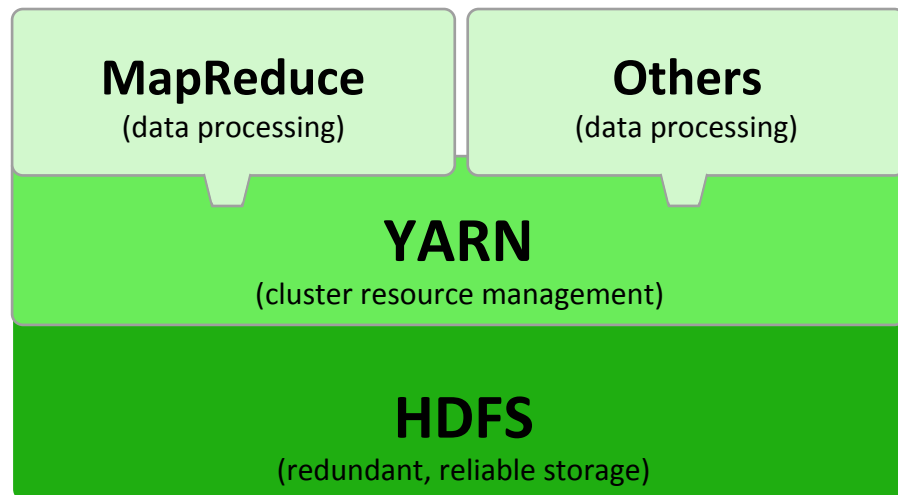 MapReduce
(data processing)
Others
(data processing)
YARN
(cluster resource management)
HDFS
(redundant, reliable storage)